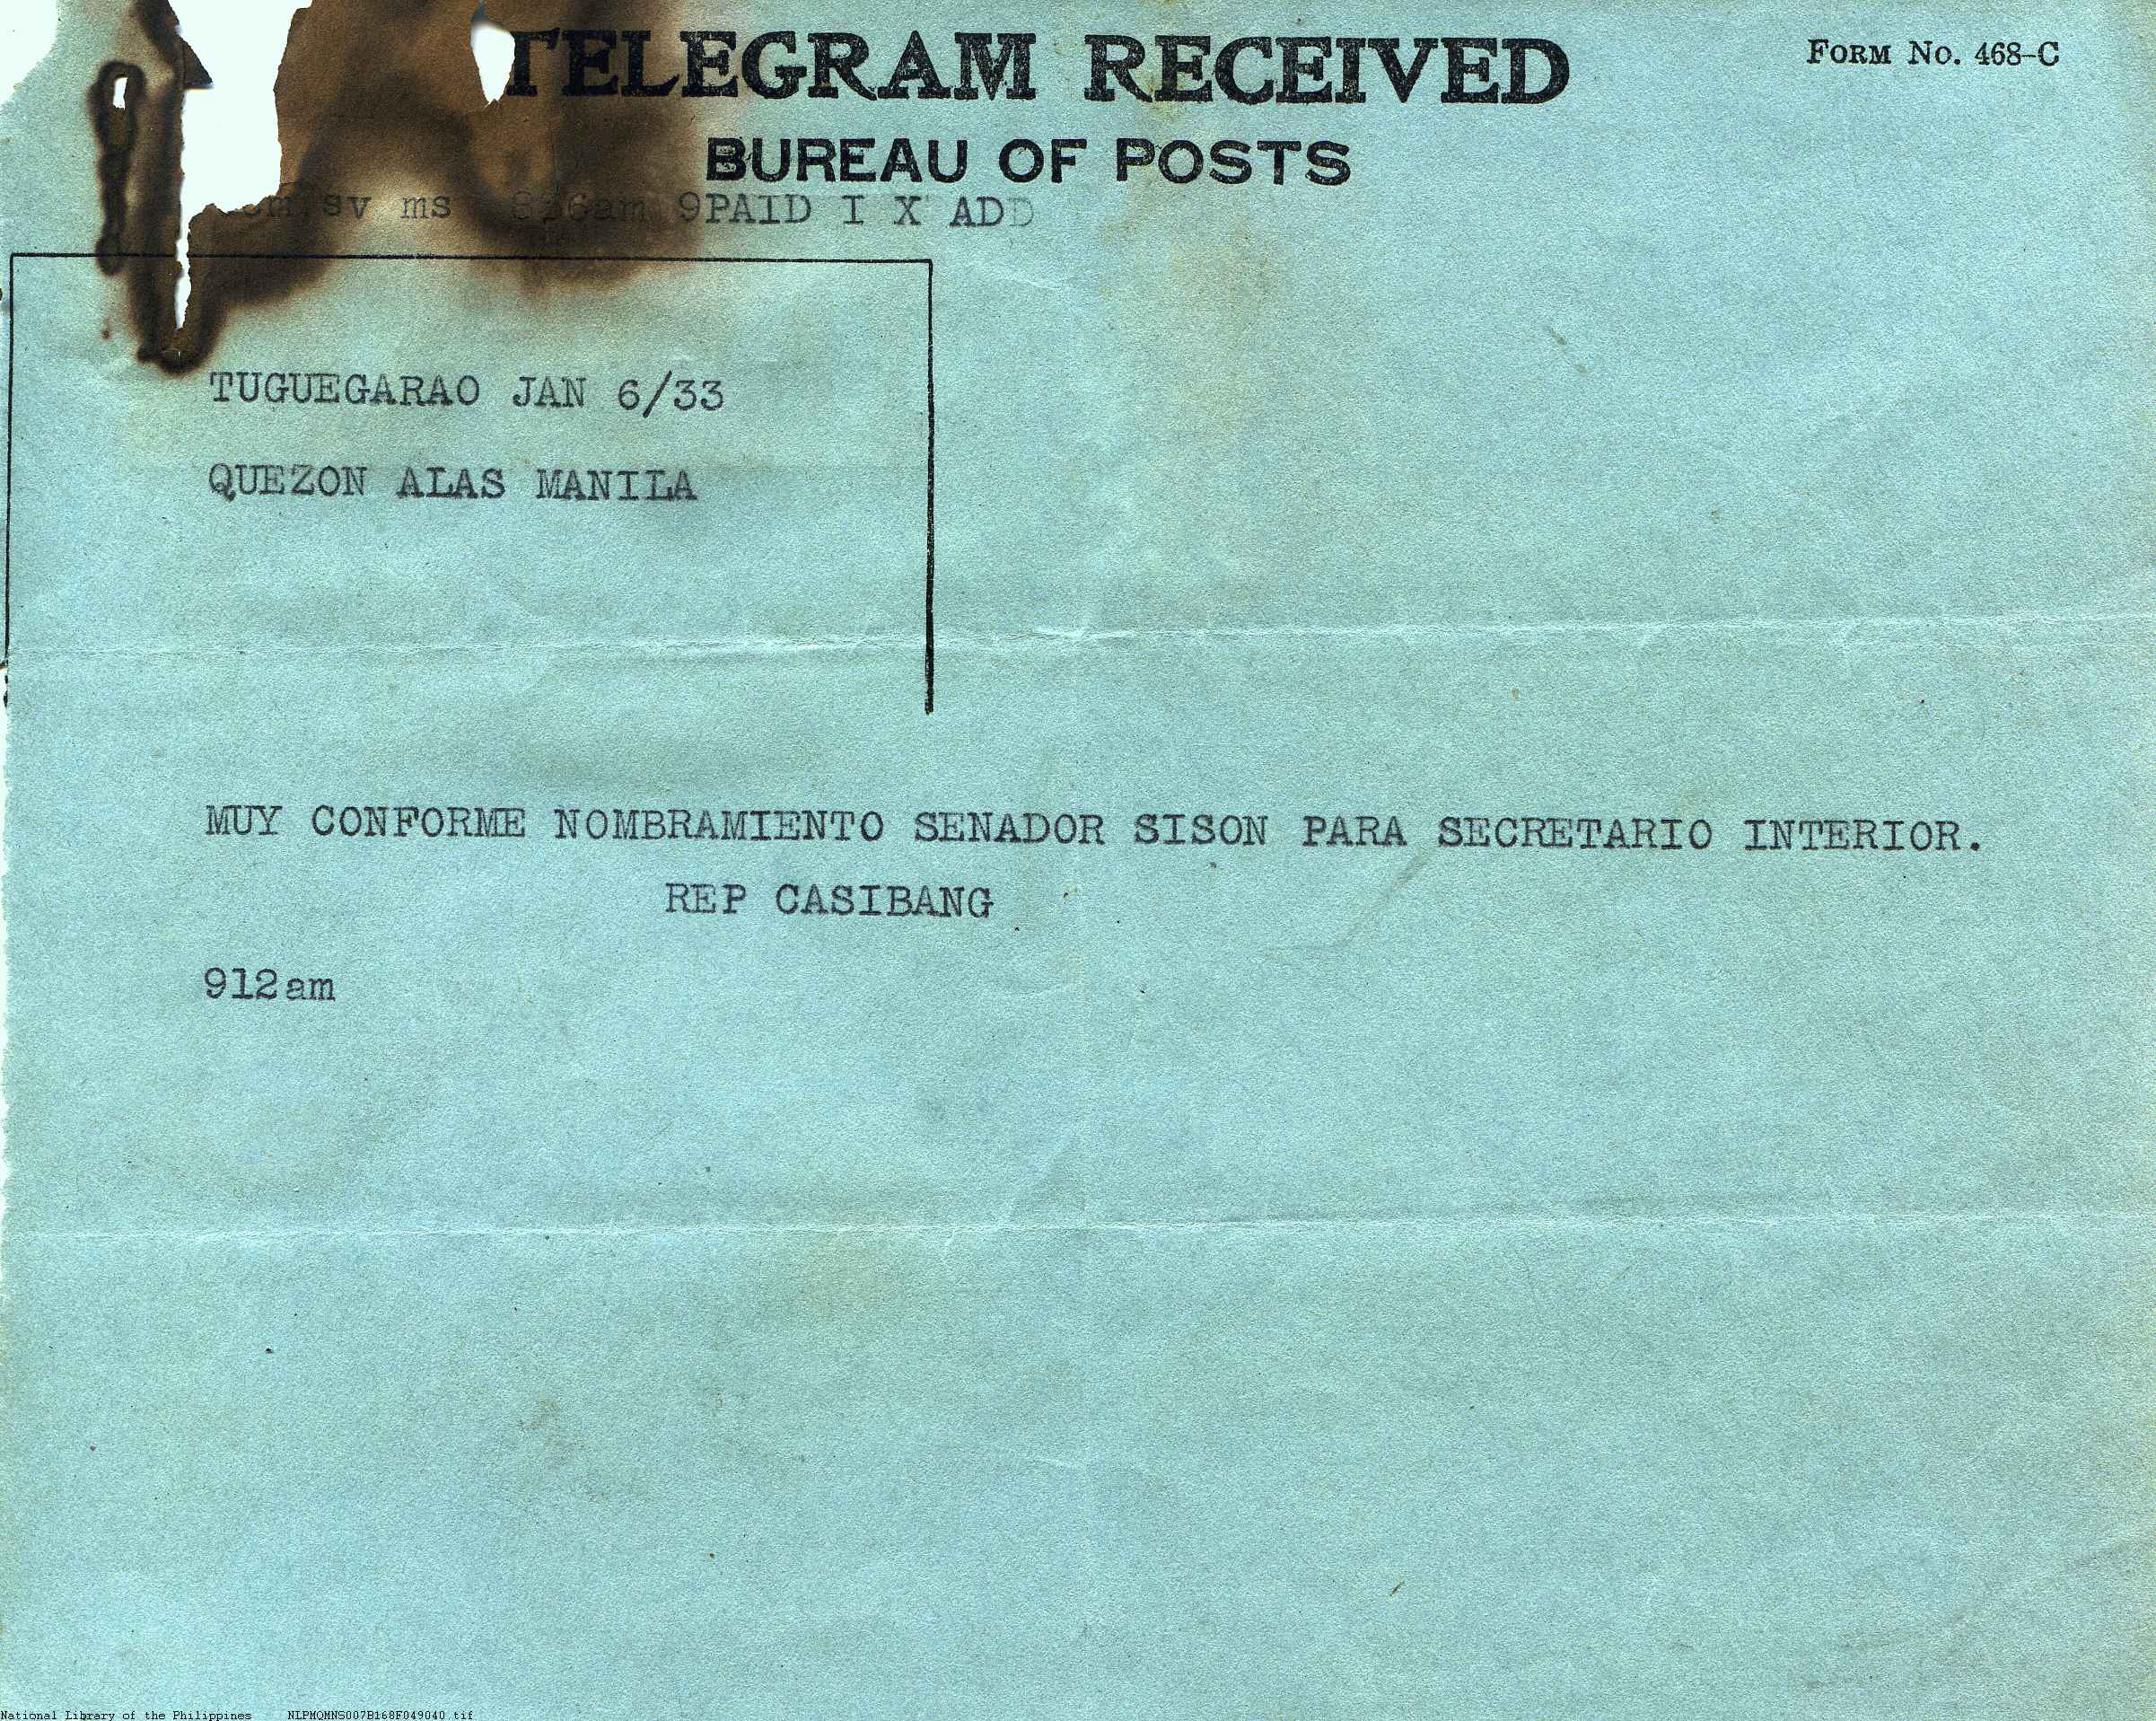 TELEGRAM RECEIVED
FORM NO. 468-C
BUREAU OF POSTS
sv ms 9PAID I X ADD
TUGUEGARAO JAN 6/33
QUEZON ALAS MANILA
MUY CONFORME NOMBRAMIENTO SENADOR SISON PARA SECRETARIO INTERIOR.
REP CASIBANG
912am
National Library of the Philippines NLPMQMNS007B168F049040.tif